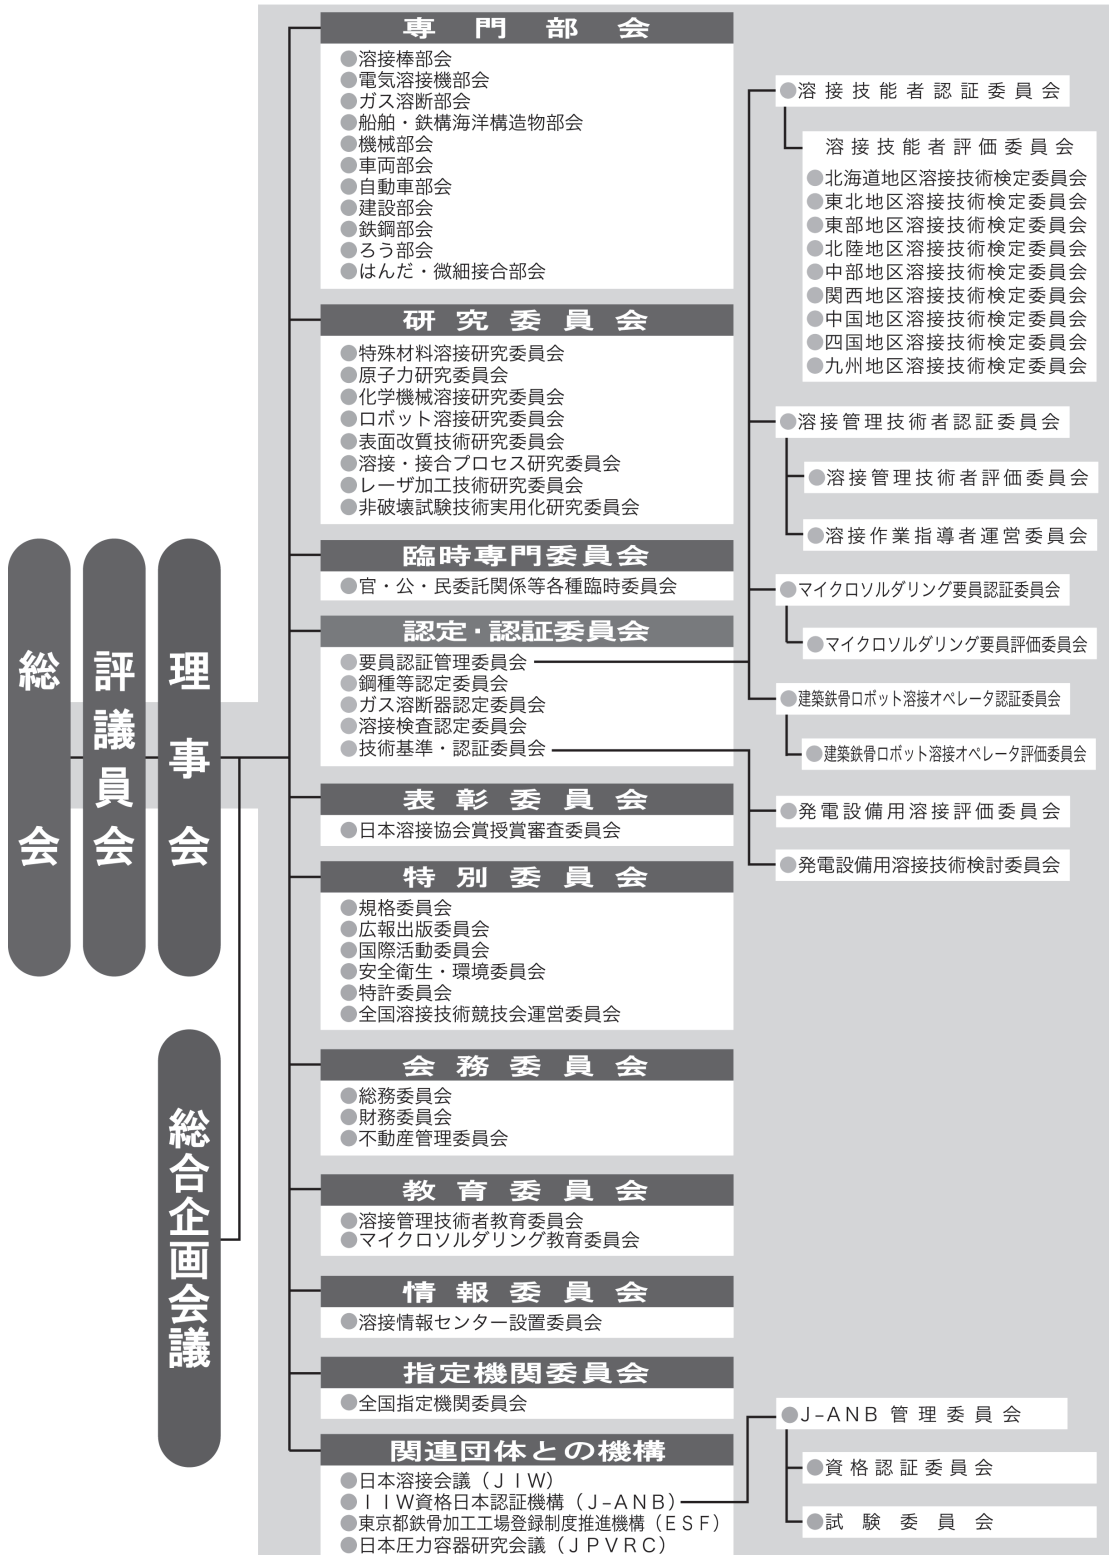 総会
評議員会
理事会
総合企画会議
専門部会
●溶接棒部会
●電気溶接機部会
●ガス溶断部会
●船舶・鉄構海洋構造物部会
●機械部会
●車両部会
●自動車部会
●建設部会
●鉄鋼部会
●ろう部会
●はんだ・微細接合部会
研究委員会
●特殊材料溶接研究委員会
●原子力研究委員会
●化学機械溶接研究委員会
●ロボット溶接研究委員会
●表面改質技術研究委員会
●溶接・接合プロセス研究委員会
●レーザ加工技術研究委員会
●非破壊試験技術実用化研究委員会
臨時専門委員会
●官・公・民委託関係等各種臨時委員会
認定・認証委員会
●要員認証管理委員会
●鋼種等認定委員会
●ガス溶断器認定委員会
●溶接検査認定委員会
●技術基準・認証委員会
表彰委員会
●日本溶接協会賞授賞審査委員会
特別委員会
●規格委員会
●広報出版委員会
●国際活動委員会
●安全衛生・環境委員会
●特許委員会
●全国溶接技術競技会運営委員会
会務委員会
●総務委員会
●財務委員会
●不動産管理委員会
教育委員会
●溶接管理技術者教育委員会
●マイクロソルダリング教育委員会
情報委員会
●溶接情報センター設置委員会
指定機関委員会
●全国指定機関委員会
関連団体との機構
●日本溶接会議（ＪＩＷ）
●ＩＩＷ資格日本認証機構（Ｊ−ＡＮＢ）
●東京都鉄骨加工工場登録制度推進機構（ＥＳＦ）
●日本圧力容器研究会議（ＪＰＶＲＣ）
●溶接技能者認証委員会
溶接技能者評価委員会
●北海道地区溶接技術検定委員会
●東北地区溶接技術検定委員会
●東部地区溶接技術検定委員会
●北陸地区溶接技術検定委員会
●中部地区溶接技術検定委員会
●関西地区溶接技術検定委員会
●中国地区溶接技術検定委員会
●四国地区溶接技術検定委員会
●九州地区溶接技術検定委員会
●溶接管理技術者認証委員会
●溶接管理技術者評価委員会
●溶接作業指導者運営委員会
●マイクロソルダリング要員認証委員会
●マイクロソルダリング要員評価委員会
●建築鉄骨ロボット溶接オペレータ認証委員会
●建築鉄骨ロボット溶接オペレータ評価委員会
●発電設備用溶接評価委員会
●発電設備用溶接技術検討委員会
●Ｊ−ＡＮＢ管理委員会
●資格認証委員会
●試験委員会